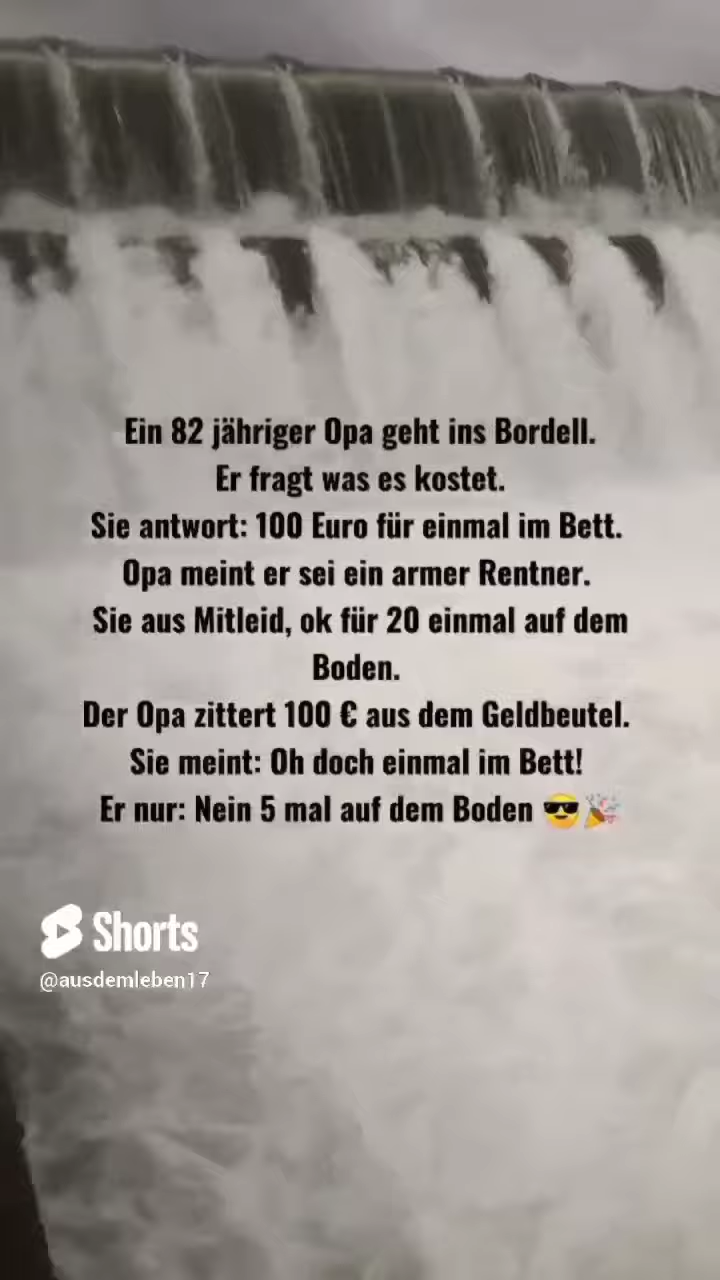 Ein 82 jähriger Opa geht ins Bordell.
Er fragt was es kostet.
Sie antwort: 100 Euro für einmal im Bett.
Opa meint er sei ein armer Rentner.
Sie aus Mitleid, ok für 20 einmal auf dem
Boden.
Der Opa zittert 100 € aus dem Geldbeutel.
Sie meint: Oh doch einmal im Bett!
Er nur: Nein 5 mal auf dem Boden 😎🎉
Shorts
@ausdemleben17